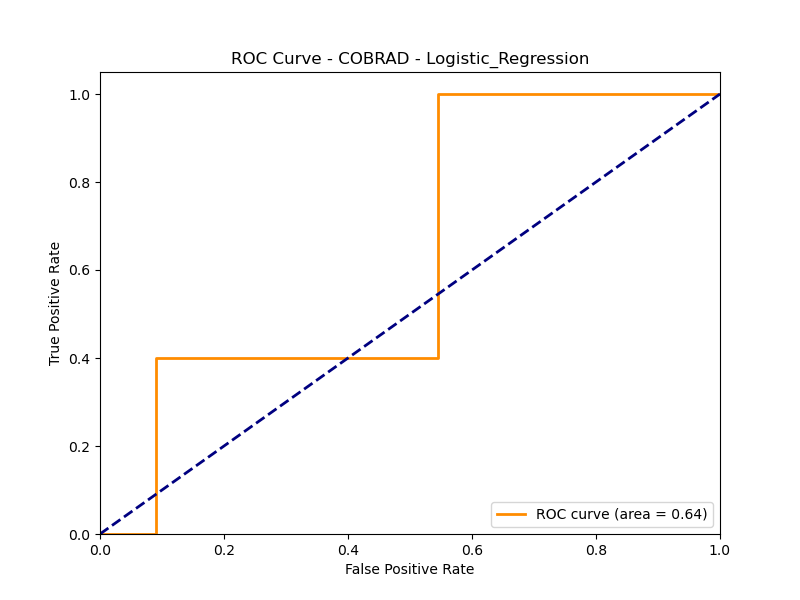 ROC Curve - COBRAD - Logistic_Regression
1.0
0.8
0.6
0.4
0.2
0.0
True Positive Rate
ROC curve (area = 0.64)
0.0 0.2 0.4 0.6 0.8 1.0
False Positive Rate